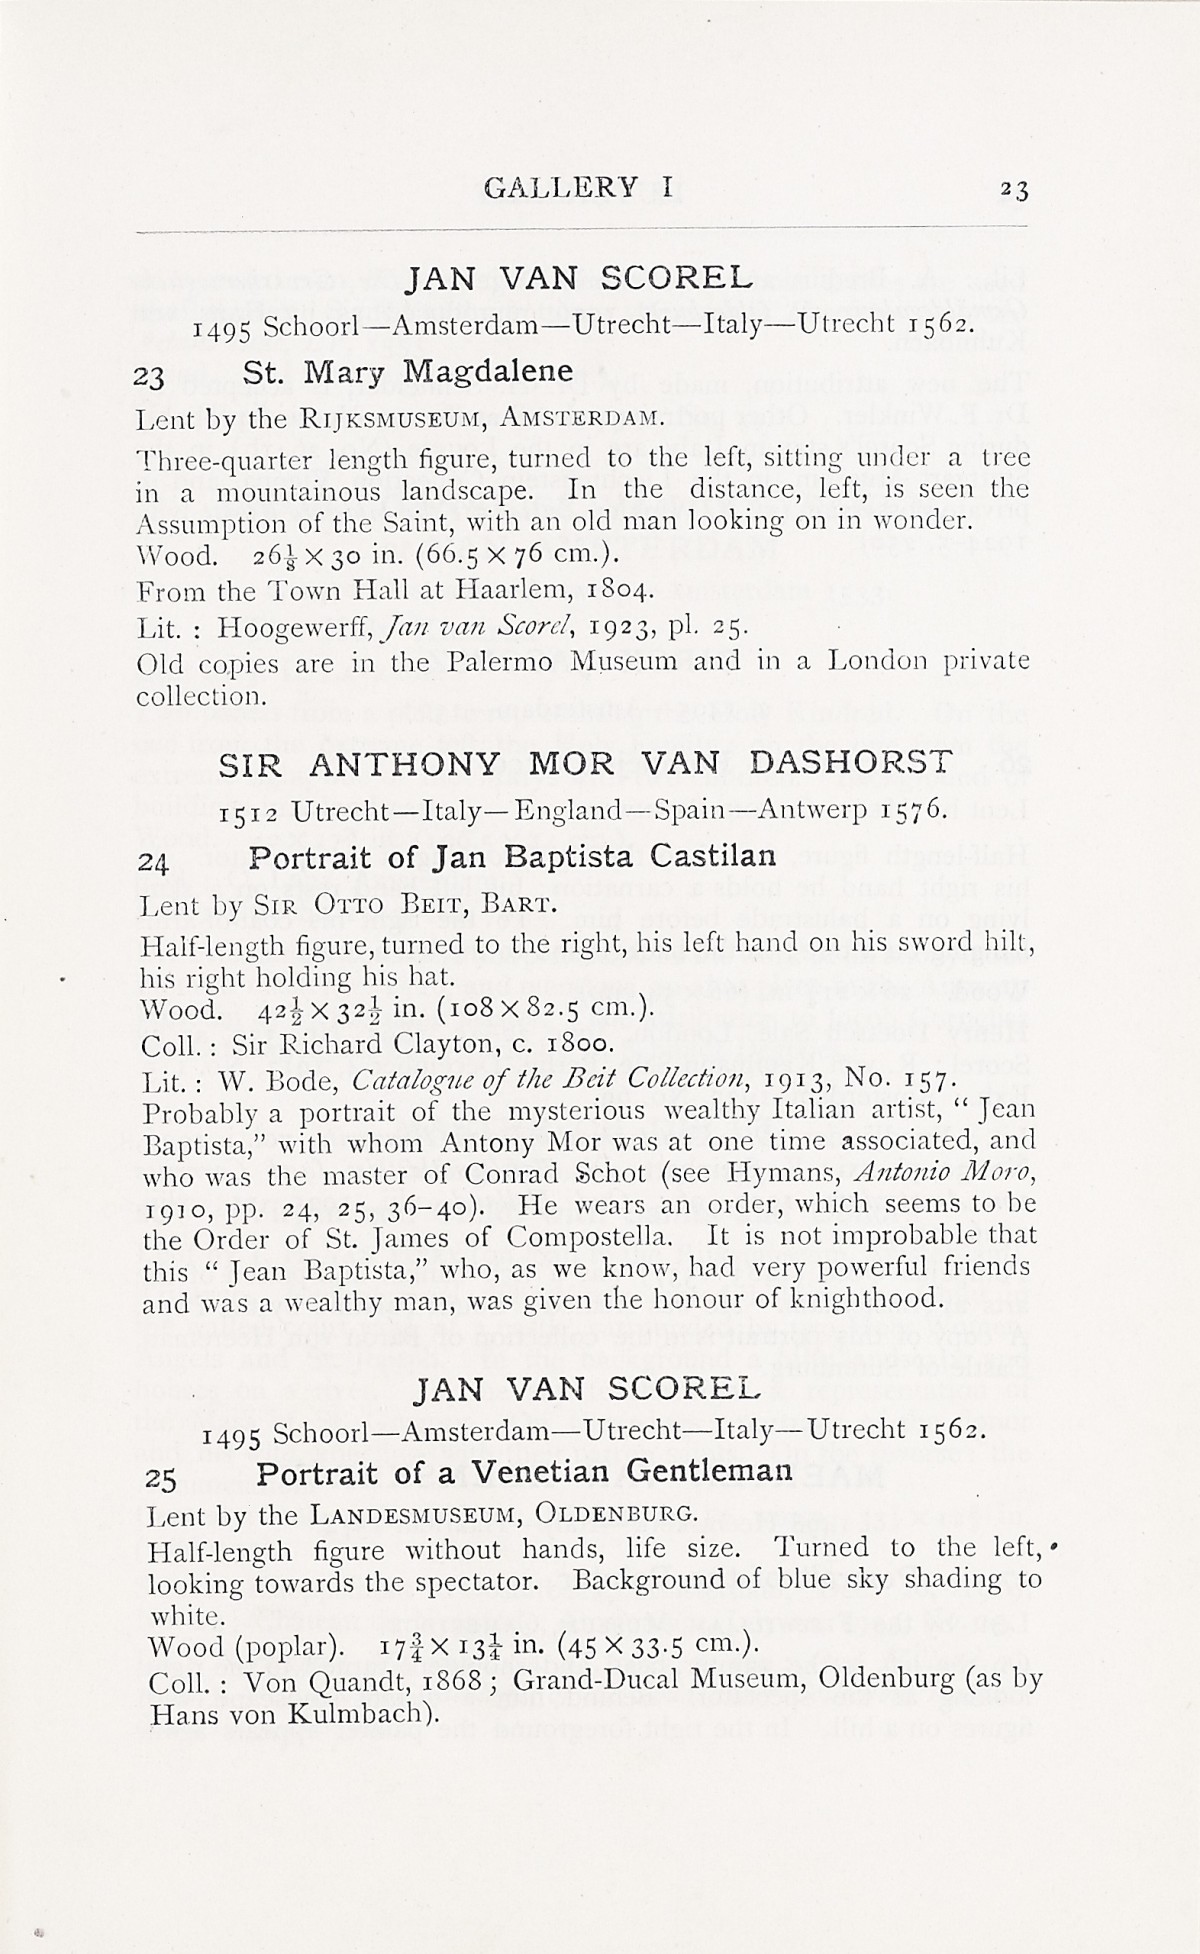 GALLERY I 23
JAN VAN SCOREL
1495 Schoorl—Amsterdam—Utrecht—Italy—Utrecht 1562.
23 St. Mary Magdalene
Lent by the RIJKSMUSEUM, AMSTERDAM.
Three-quarter length figure, turned to the left, sitting under a tree
in a mountainous landscape. In the distance, left, is seen the
Assumption of the Saint, with an old man looking on in wonder.
Wood. 26⅛ × 30 in. (66.5 × 76 cm.).
From the Town Hall at Haarlem, 1804.
Lit. : Hoogewerff, Jan van Scorel, 1923, pl. 25.
Old copies are in the Palermo Museum and in a London private
collection.
SIR ANTHONY MOR VAN DASHORST
1512 Utrecht—Italy—England—Spain—Antwerp 1576.
24 Portrait of Jan Baptista Castilan
Lent by SIR OTTO BEIT, BART.
Half-length figure, turned to the right, his left hand on his sword hilt,
his right holding his hat.
Wood. 42½ × 32½ in. (108 × 82.5 cm.).
Coll. : Sir Richard Clayton, c. 1800.
Lit. : W. Bode, Catalogue of the Beit Collection, 1913, No. 157.
Probably a portrait of the mysterious wealthy Italian artist, “ Jean
Baptista,” with whom Antony Mor was at one time associated, and
who was the master of Conrad Schot (see Hymans, Antonio Moro,
1910, pp. 24, 25, 36–40). He wears an order, which seems to be
the Order of St. James of Compostella. It is not improbable that
this “ Jean Baptista,” who, as we know, had very powerful friends
and was a wealthy man, was given the honour of knighthood.
JAN VAN SCOREL
1495 Schoorl—Amsterdam—Utrecht—Italy—Utrecht 1562.
25 Portrait of a Venetian Gentleman
Lent by the LANDESMUSEUM, OLDENBURG.
Half-length figure without hands, life size. Turned to the left,
looking towards the spectator. Background of blue sky shading to
white.
Wood (poplar). 17¾ × 13¼ in. (45 × 33.5 cm.).
Coll. : Von Quandt, 1868 ; Grand-Ducal Museum, Oldenburg (as by
Hans von Kulmbach).